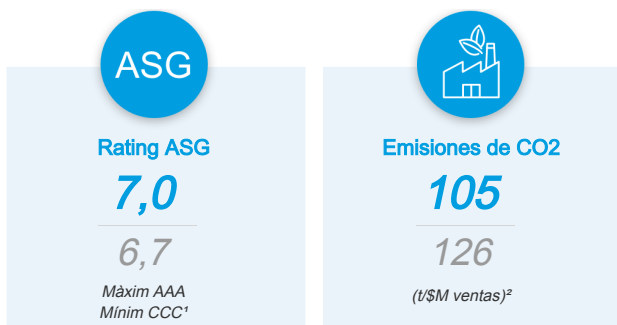 ASG
Rating ASG
7,0
6,7
Màxim AAA
Mínim CCC¹
Emisiones de CO2
105
126
(t/$M ventas)²